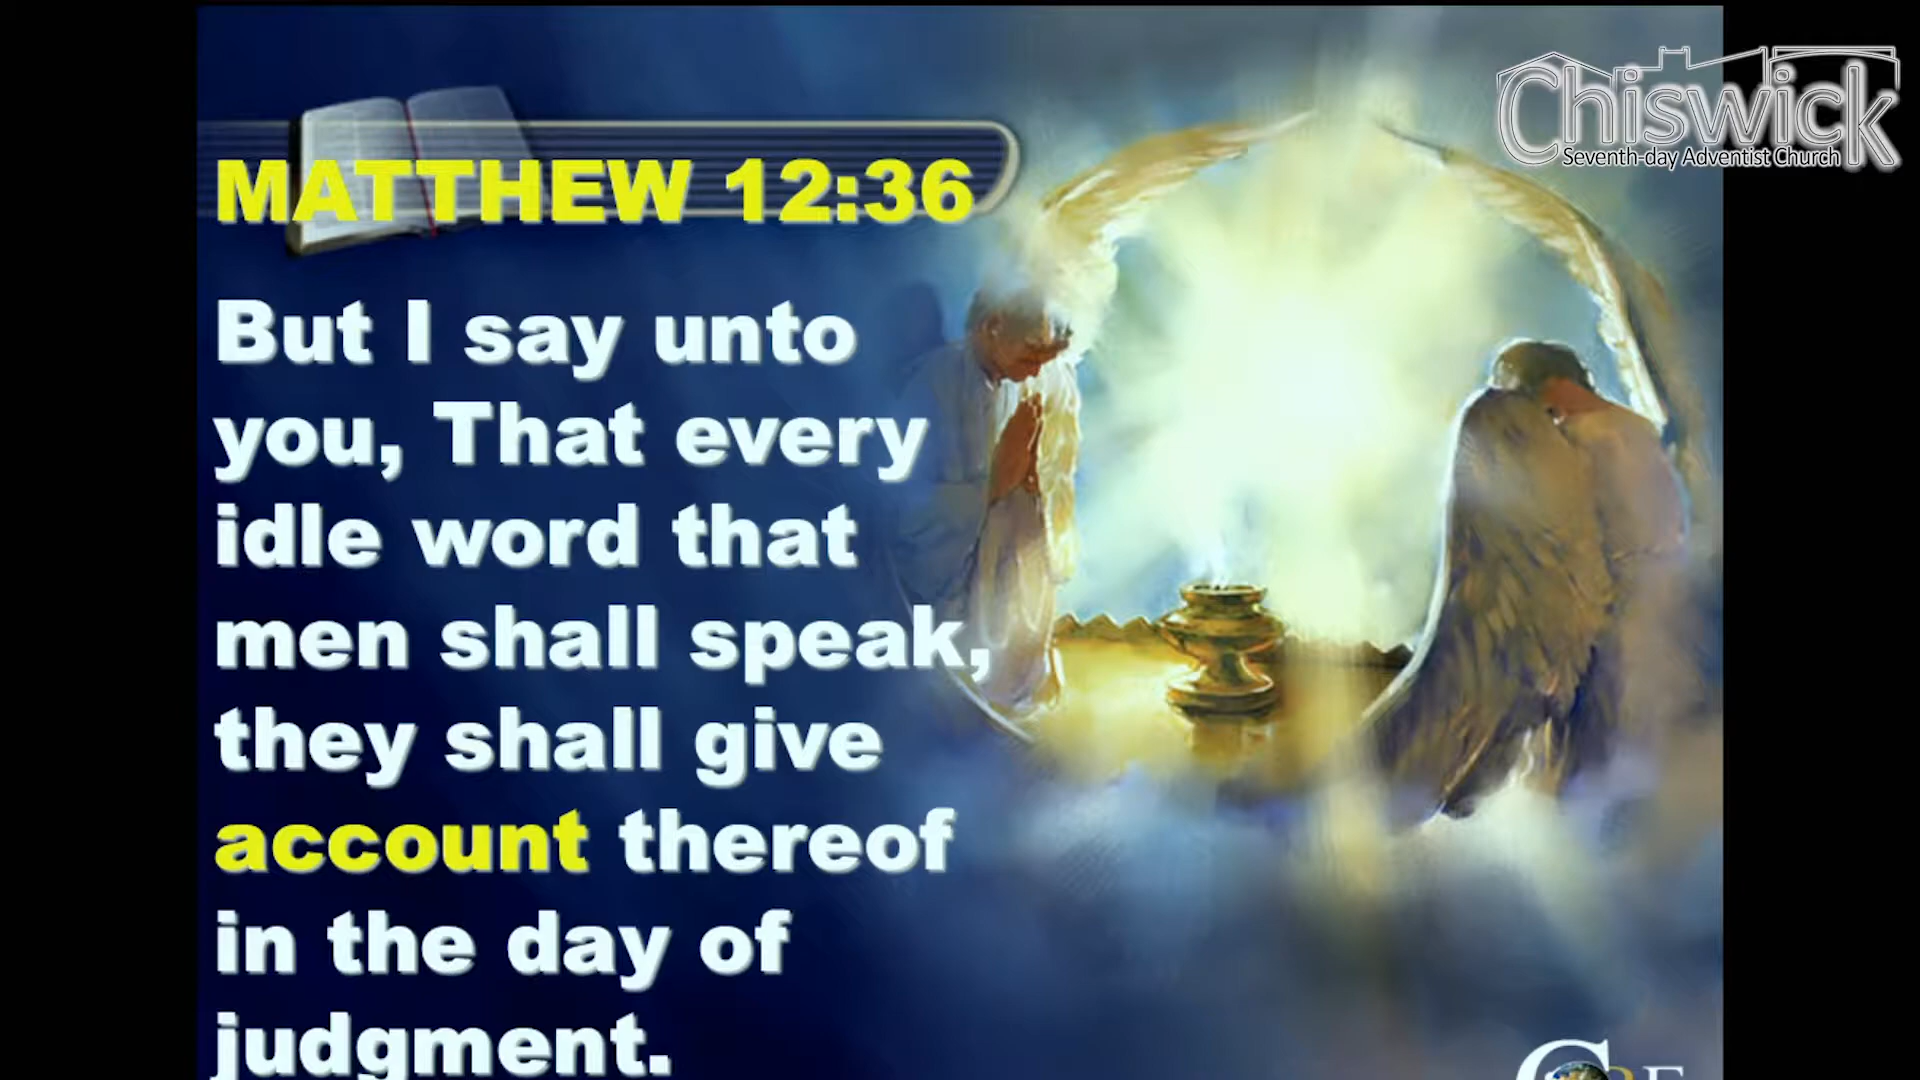 Chiswick
Seventh-day Adventist Church
MATTHEW 12:36
But I say unto
you, That every
idle word that
men shall speak,
they shall give
account thereof
in the day of
judgment.